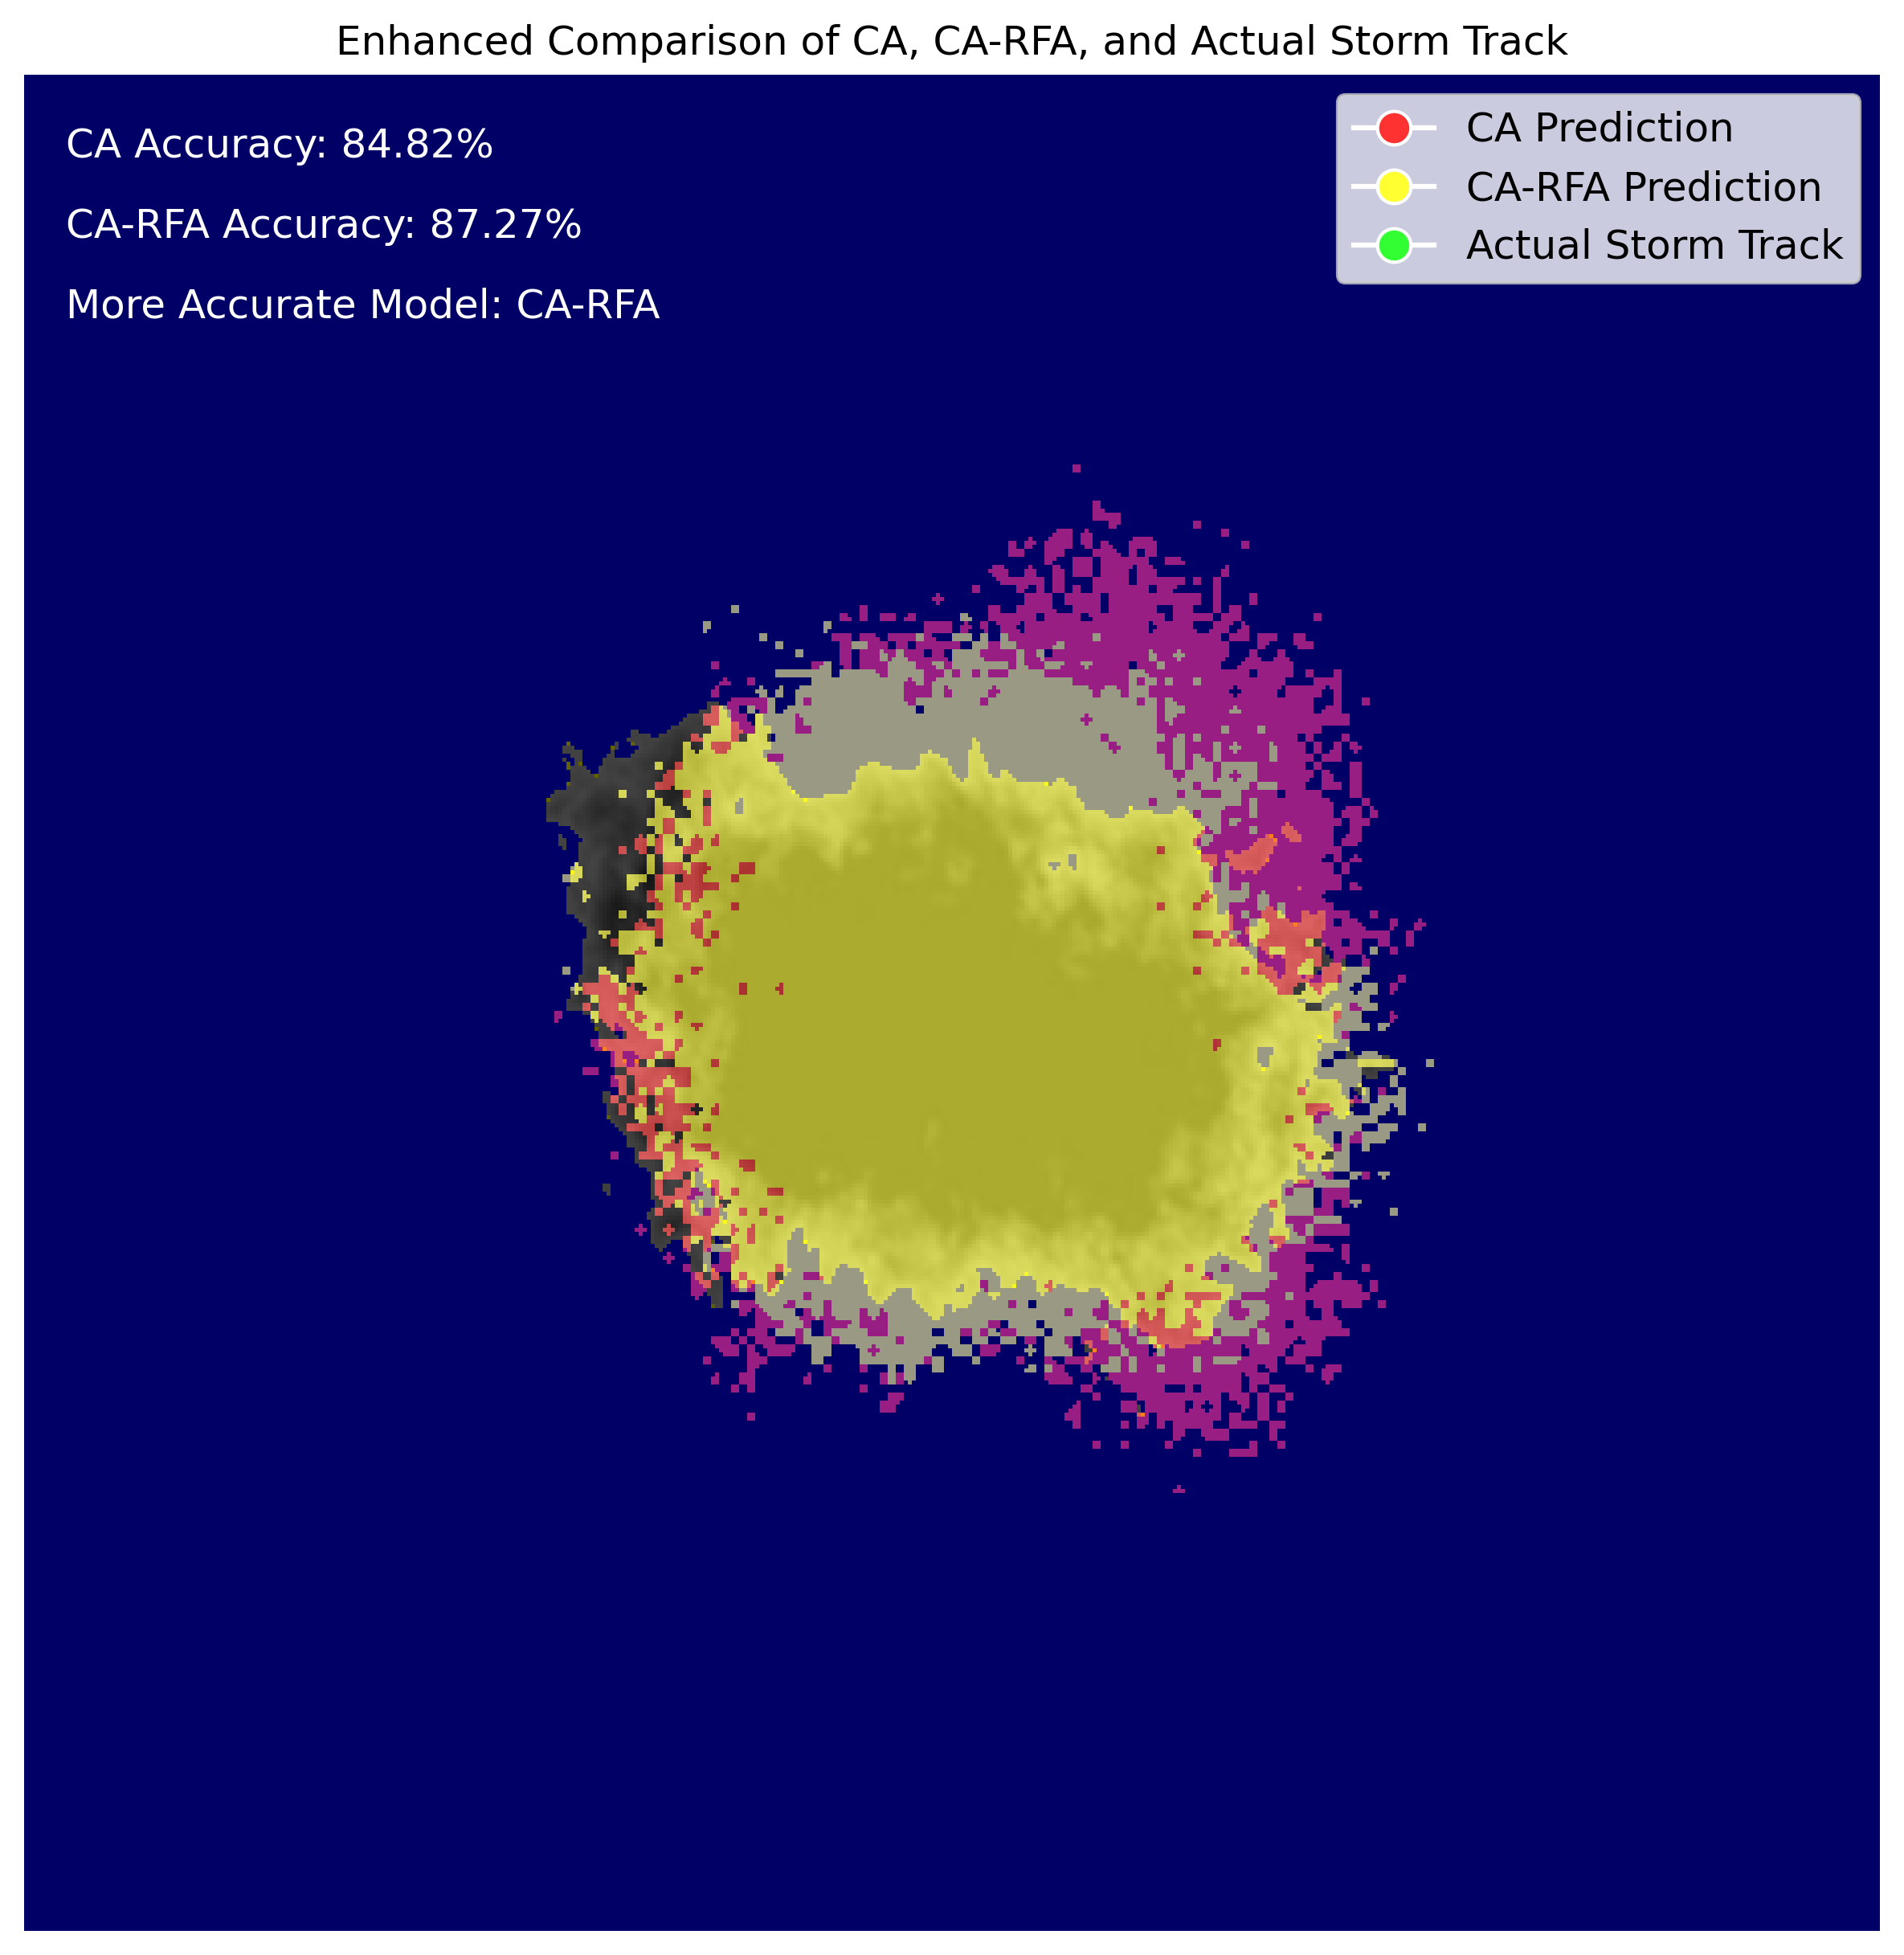 Enhanced Comparison of CA, CA-RFA, and Actual Storm Track
CA Accuracy: 84.82%
CA-RFA Accuracy: 87.27%
More Accurate Model: CA-RFA
CA Prediction
CA-RFA Prediction
Actual Storm Track